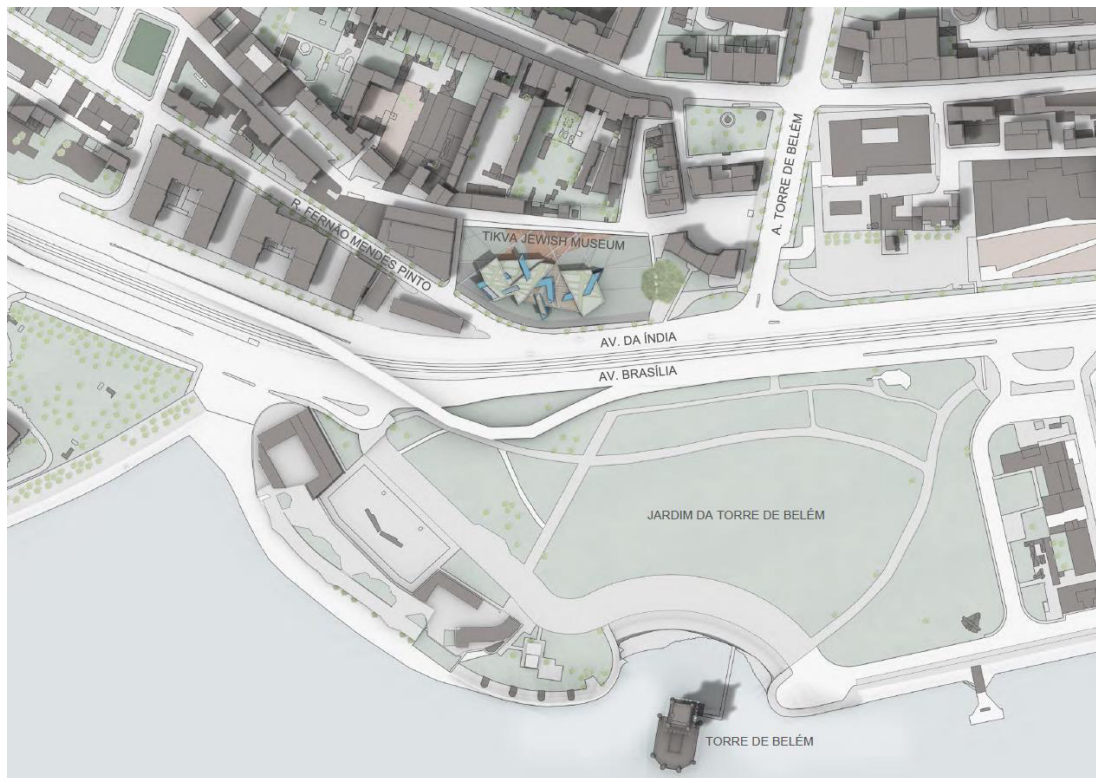 A. TORRE DE BELÉM
R. FERNÃO MENDES PINTO
TIKVA JEWISH MUSEUM
AV. DA ÍNDIA
AV. BRASÍLIA
JARDIM DA TORRE DE BELÉM
TORRE DE BELÉM